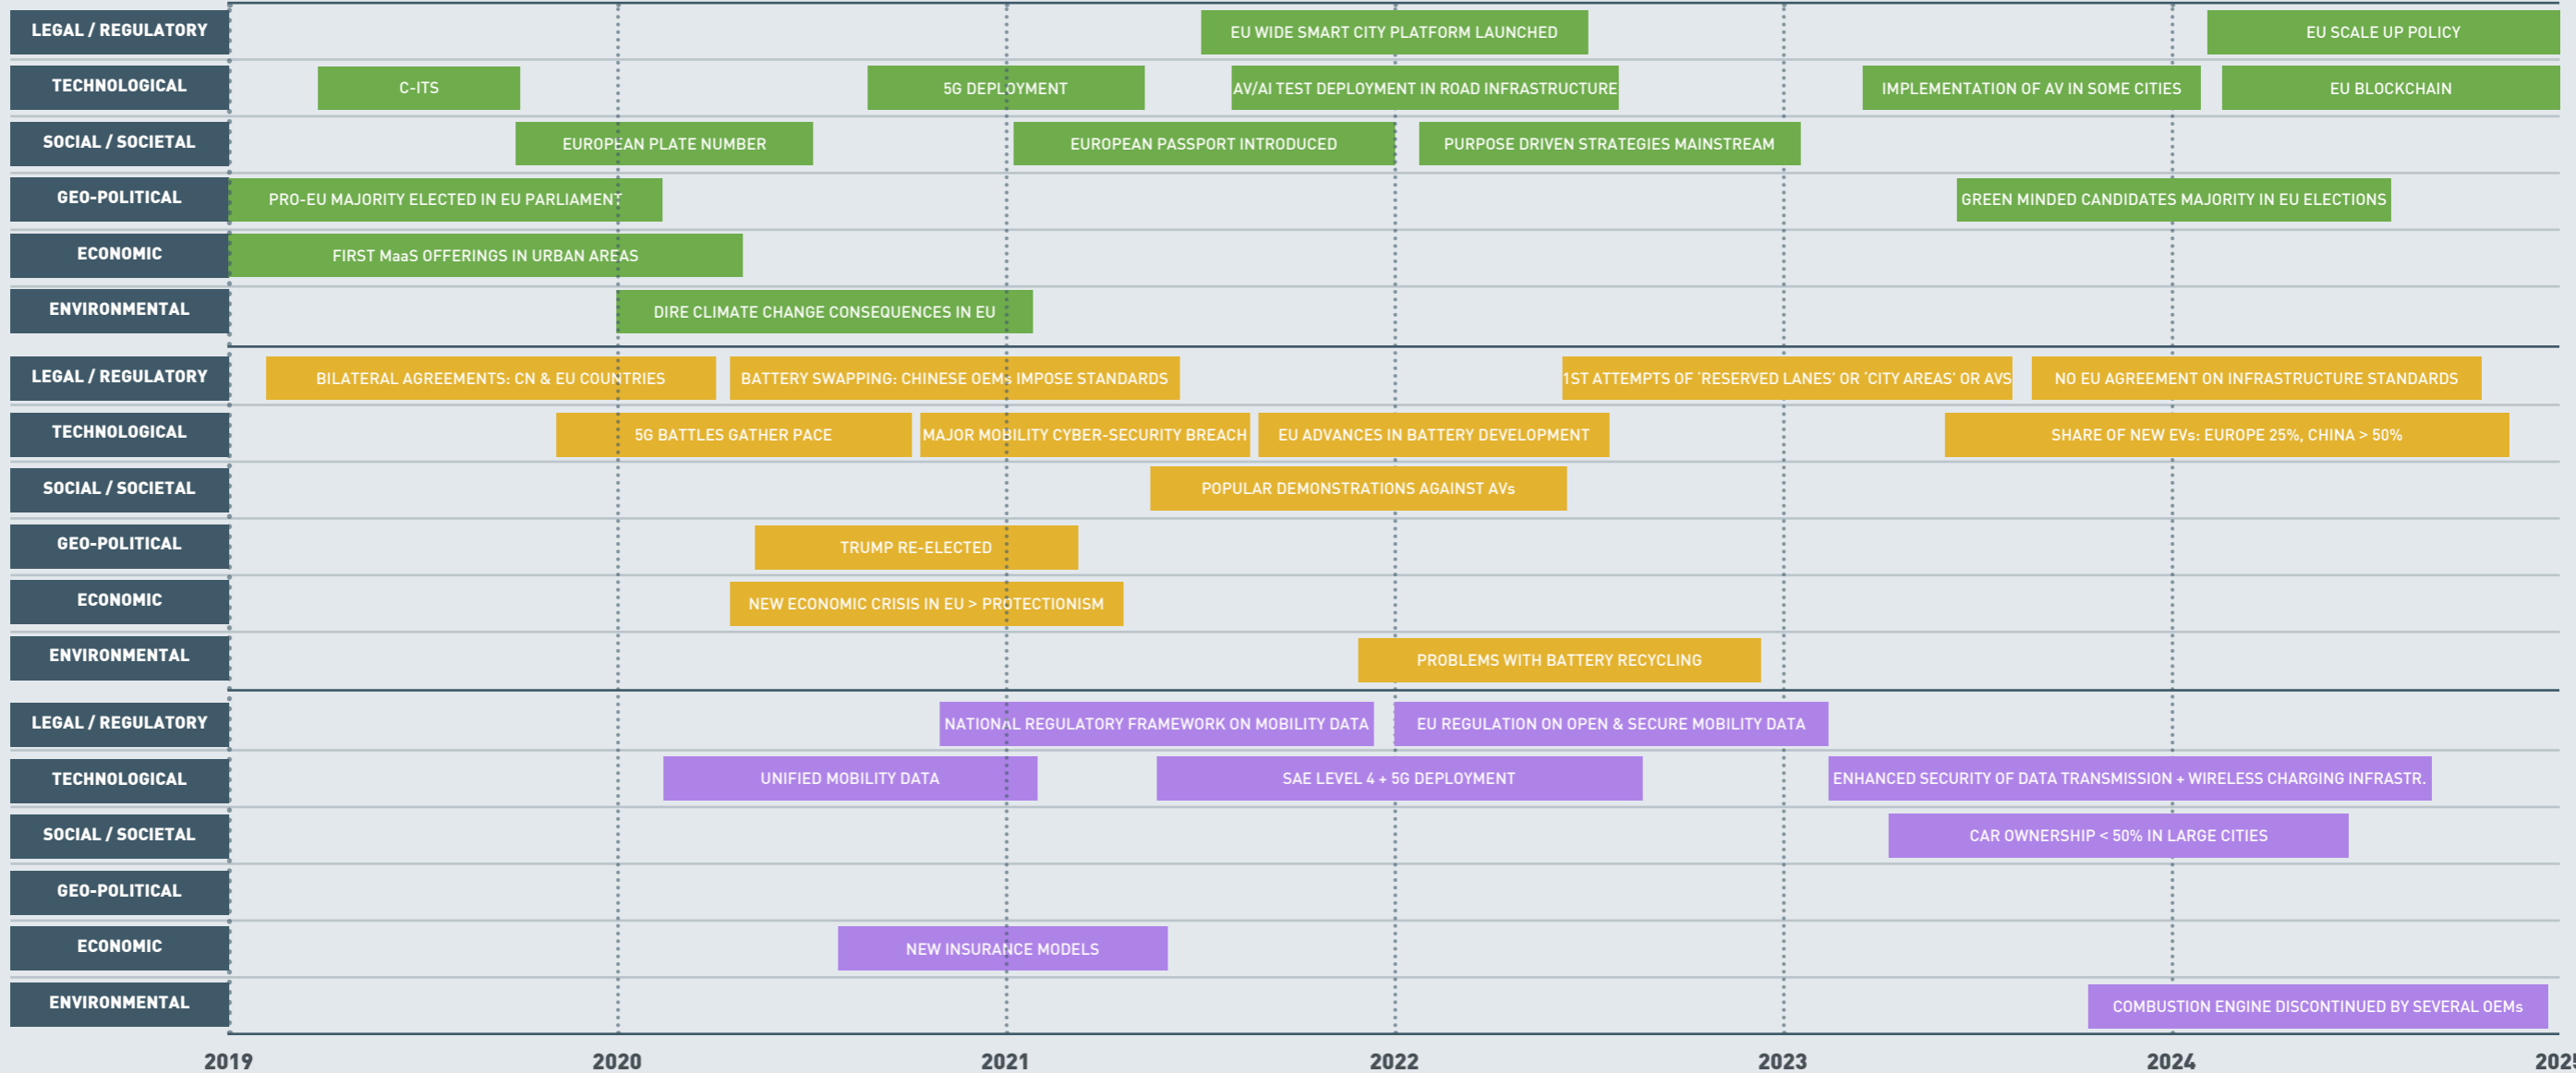 LEGAL / REGULATORY
EU WIDE SMART CITY PLATFORM LAUNCHED
EU SCALE UP POLICY
TECHNOLOGICAL
C-ITS
5G DEPLOYMENT
AV/AI TEST DEPLOYMENT IN ROAD INFRASTRUCTURE
IMPLEMENTATION OF AV IN SOME CITIES
EU BLOCKCHAIN
SOCIAL / SOCIETAL
EUROPEAN PLATE NUMBER
EUROPEAN PASSPORT INTRODUCED
PURPOSE DRIVEN STRATEGIES MAINSTREAM
GEO-POLITICAL
PRO-EU MAJORITY ELECTED IN EU PARLIAMENT
GREEN MINDED CANDIDATES MAJORITY IN EU ELECTIONS
ECONOMIC
FIRST MaaS OFFERINGS IN URBAN AREAS
ENVIRONMENTAL
DIRE CLIMATE CHANGE CONSEQUENCES IN EU
LEGAL / REGULATORY
BILATERAL AGREEMENTS: CN & EU COUNTRIES
BATTERY SWAPPING: CHINESE OEMs IMPOSE STANDARDS
1ST ATTEMPTS OF ‘RESERVED LANES’ OR ‘CITY AREAS’ OR AVS
NO EU AGREEMENT ON INFRASTRUCTURE STANDARDS
TECHNOLOGICAL
5G BATTLES GATHER PACE
MAJOR MOBILITY CYBER-SECURITY BREACH
EU ADVANCES IN BATTERY DEVELOPMENT
SHARE OF NEW EVs: EUROPE 25%, CHINA > 50%
SOCIAL / SOCIETAL
POPULAR DEMONSTRATIONS AGAINST AVs
GEO-POLITICAL
TRUMP RE-ELECTED
ECONOMIC
NEW ECONOMIC CRISIS IN EU > PROTECTIONISM
ENVIRONMENTAL
PROBLEMS WITH BATTERY RECYCLING
LEGAL / REGULATORY
NATIONAL REGULATORY FRAMEWORK ON MOBILITY DATA
EU REGULATION ON OPEN & SECURE MOBILITY DATA
TECHNOLOGICAL
UNIFIED MOBILITY DATA
SAE LEVEL 4 + 5G DEPLOYMENT
ENHANCED SECURITY OF DATA TRANSMISSION + WIRELESS CHARGING INFRASTR.
SOCIAL / SOCIETAL
CAR OWNERSHIP < 50% IN LARGE CITIES
GEO-POLITICAL
ECONOMIC
NEW INSURANCE MODELS
ENVIRONMENTAL
COMBUSTION ENGINE DISCONTINUED BY SEVERAL OEMs
2019 2020 2021 2022 2023 2024 2025